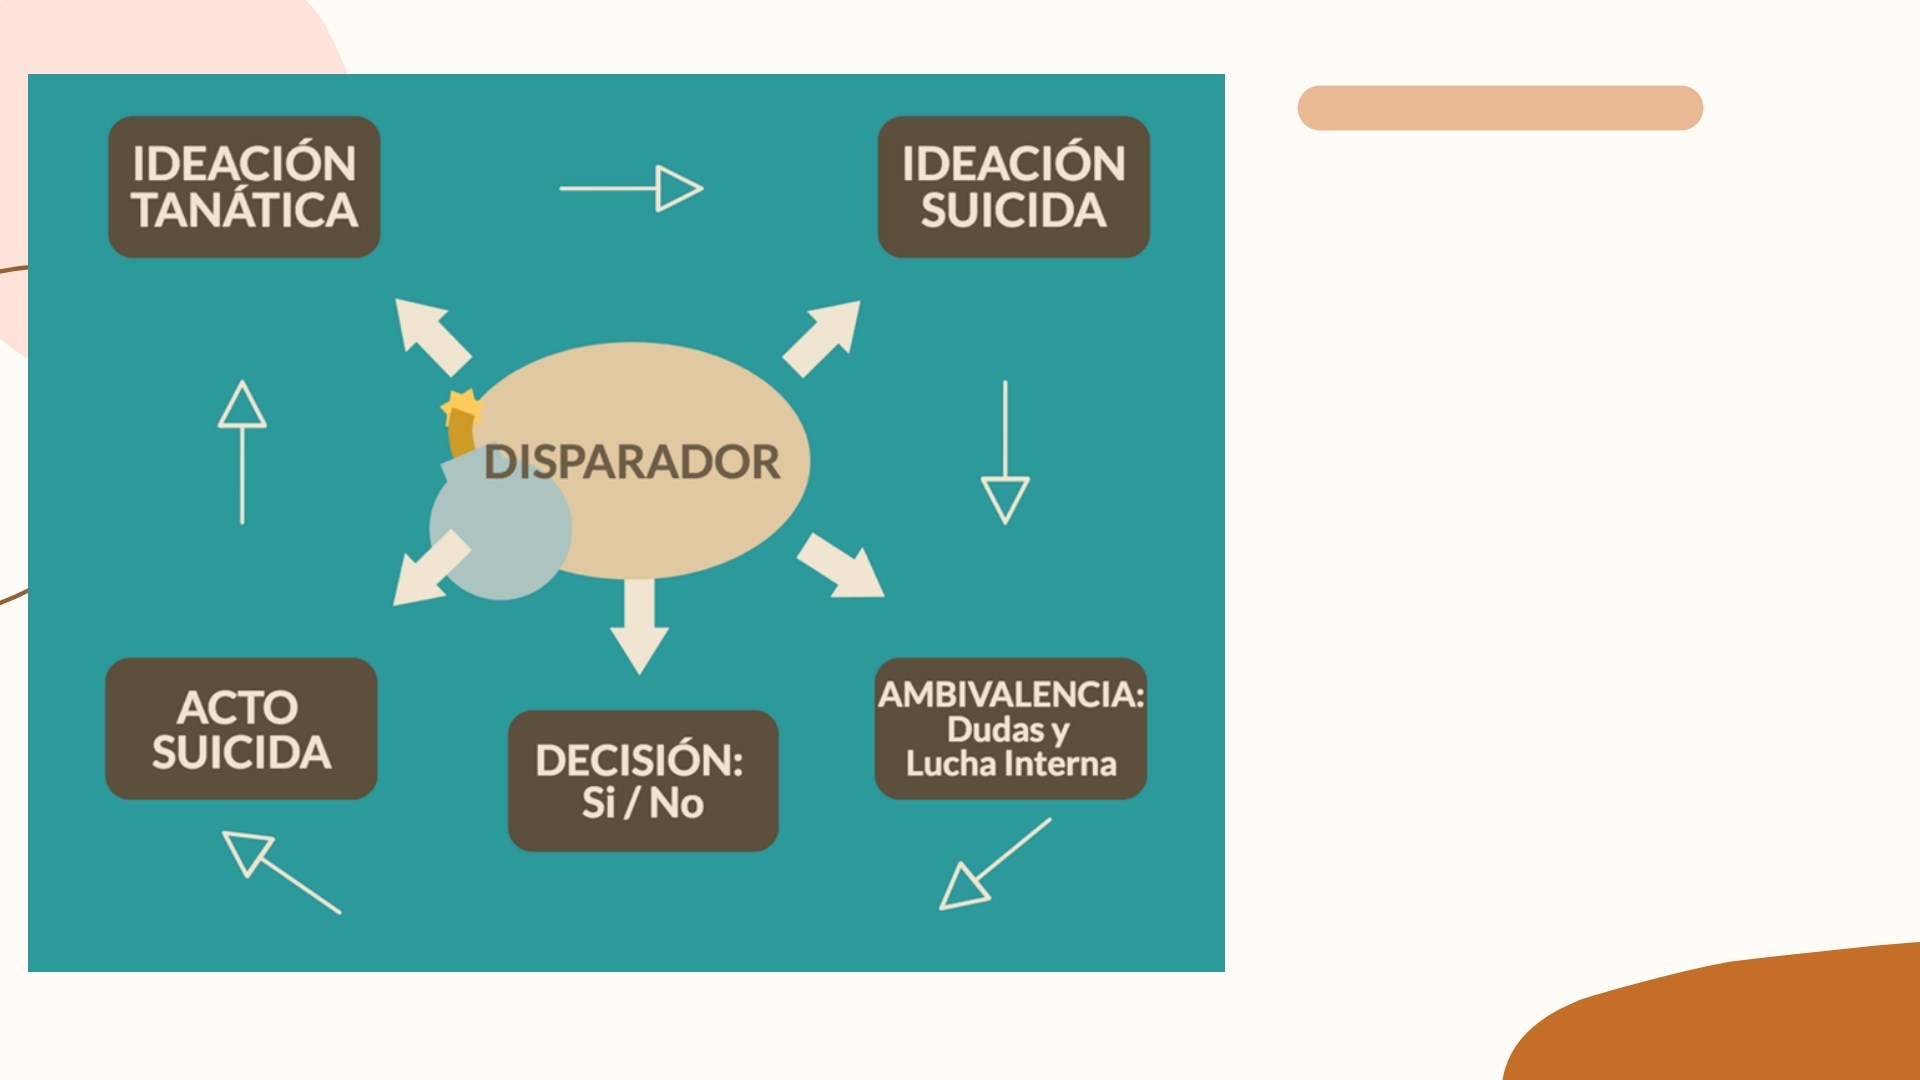 IDEACIÓN
TANÁTICA
IDEACIÓN
SUICIDA
DISPARADOR
ACTO
SUICIDA
DECISIÓN:
Si / No
AMBIVALENCIA:
Dudas y
Lucha Interna